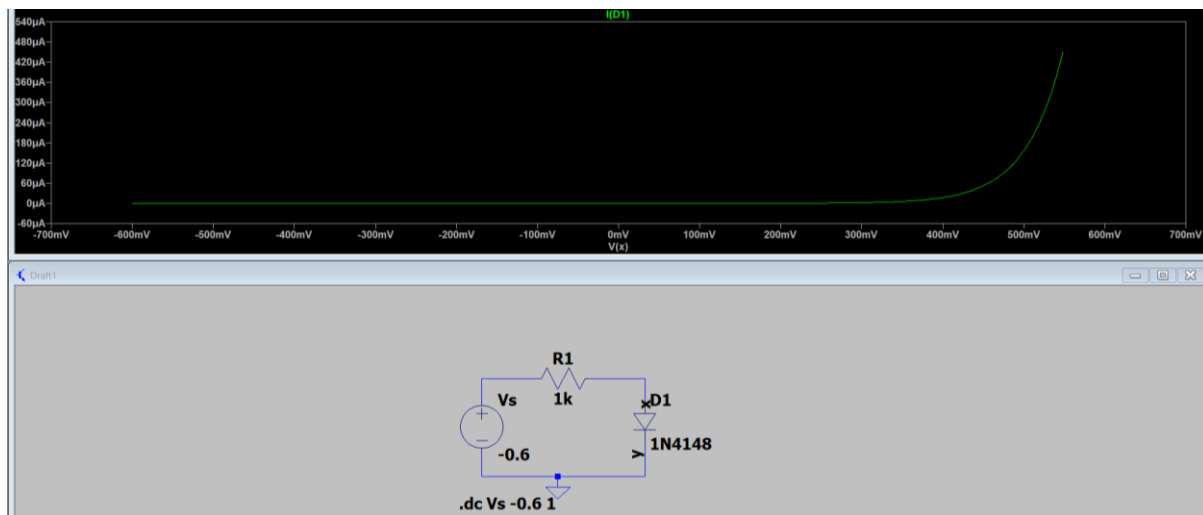 I(D1)
540µA
480µA
420µA
360µA
300µA
240µA
180µA
120µA
60µA
0µA
-60µA
-700mV -600mV -500mV -400mV -300mV -200mV -100mV 0mV 100mV 200mV 300mV 400mV 500mV 600mV 700mV
V(x)
Draft1
R1
Vs 1k x D1
1N4148
-0.6 y
.dc Vs -0.6 1